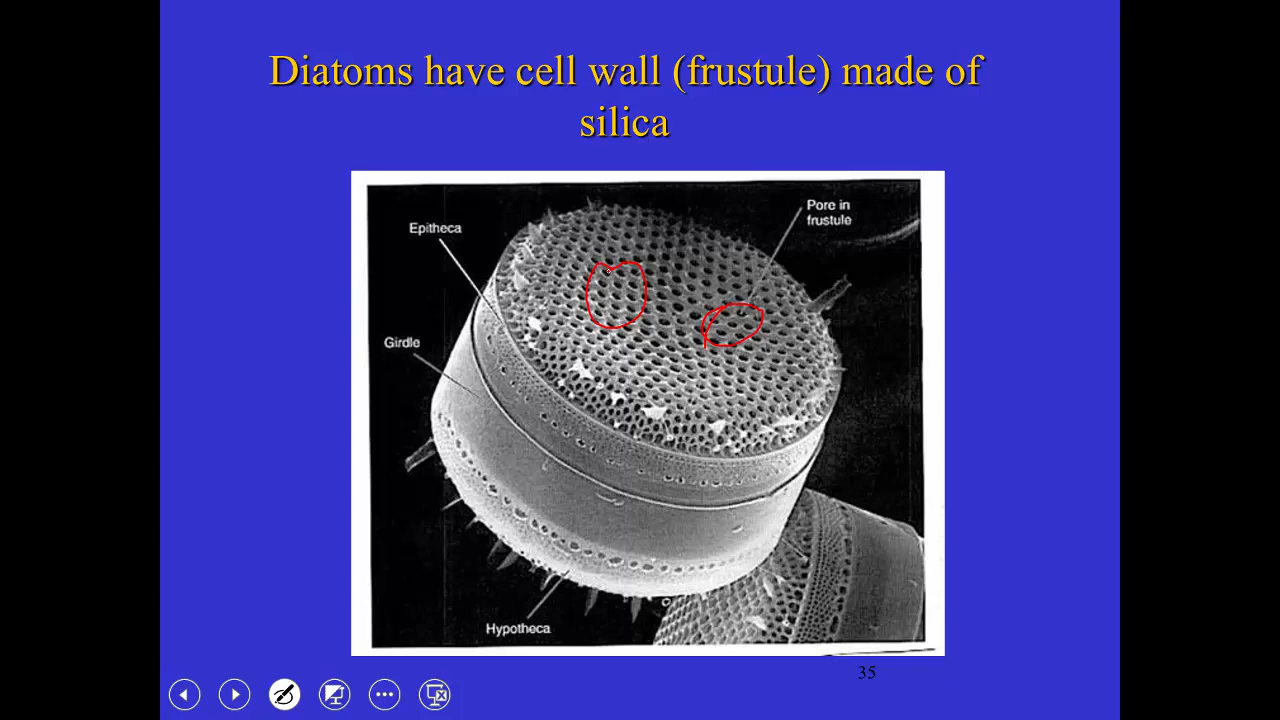 Diatoms have cell wall (frustule) made of
silica
Pore in
frustule
Epitheca
Girdle
Hypotheca
35